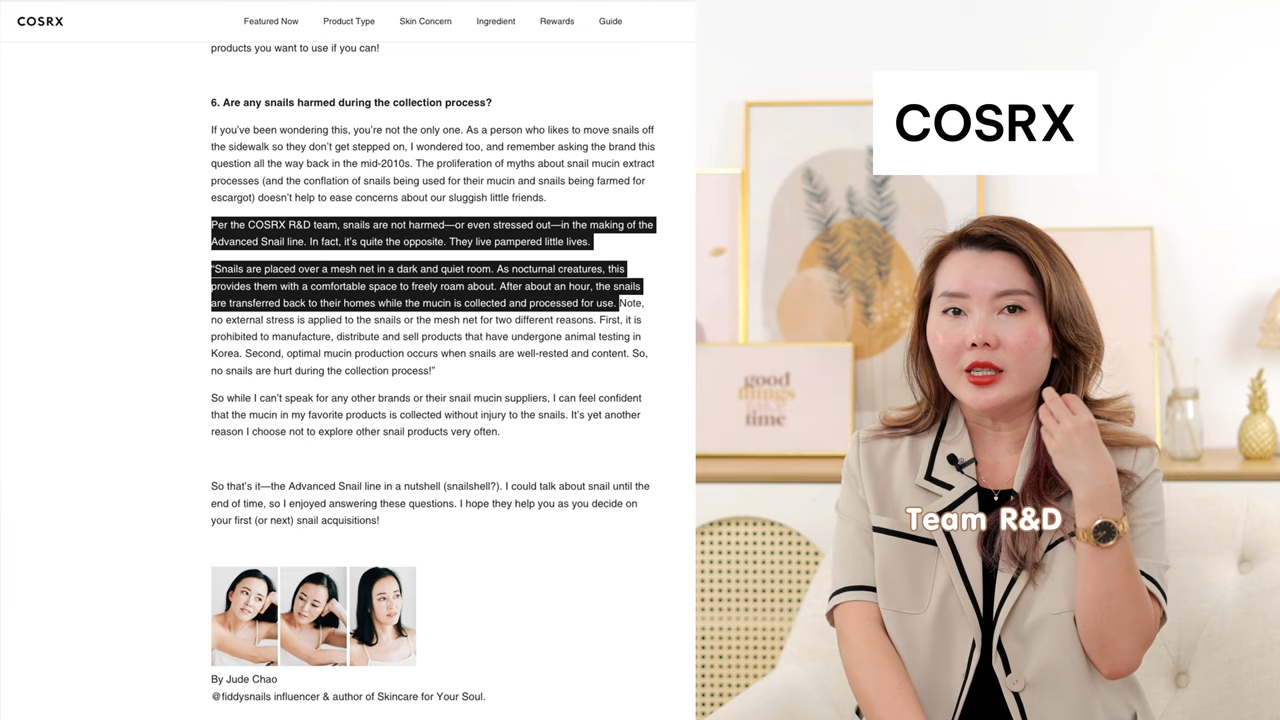 COSRX
Featured Now
Product Type
Skin Concern
Ingredient
Rewards
Guide
products you want to use if you can!
6. Are any snails harmed during the collection process?
If you’ve been wondering this, you’re not the only one. As a person who likes to move snails off
the sidewalk so they don’t get stepped on, I wondered too, and remember asking the brand this
question all the way back in the mid-2010s. The proliferation of myths about snail mucin extract
processes (and the conflation of snails being used for their mucin and snails being farmed for
escargot) doesn’t help to ease concerns about our sluggish little friends.
Per the COSRX R&D team, snails are not harmed—or even stressed out—in the making of the
Advanced Snail line. In fact, it’s quite the opposite. They live pampered little lives.
“Snails are placed over a mesh net in a dark and quiet room. As nocturnal creatures, this
provides them with a comfortable space to freely roam about. After about an hour, the snails
are transferred back to their homes while the mucin is collected and processed for use. Note,
no external stress is applied to the snails or the mesh net for two different reasons. First, it is
prohibited to manufacture, distribute and sell products that have undergone animal testing in
Korea. Second, optimal mucin production occurs when snails are well-rested and content. So,
no snails are hurt during the collection process!”
So while I can’t speak for any other brands or their snail mucin suppliers, I can feel confident
that the mucin in my favorite products is collected without injury to the snails. It’s yet another
reason I choose not to explore other snail products very often.
So that’s it—the Advanced Snail line in a nutshell (snailshell?). I could talk about snail until the
end of time, so I enjoyed answering these questions. I hope they help you as you decide on
your first (or next) snail acquisitions!
By Jude Chao
@fiddysnails influencer & author of Skincare for Your Soul.
COSRX
good
things
take
time
Team R&D